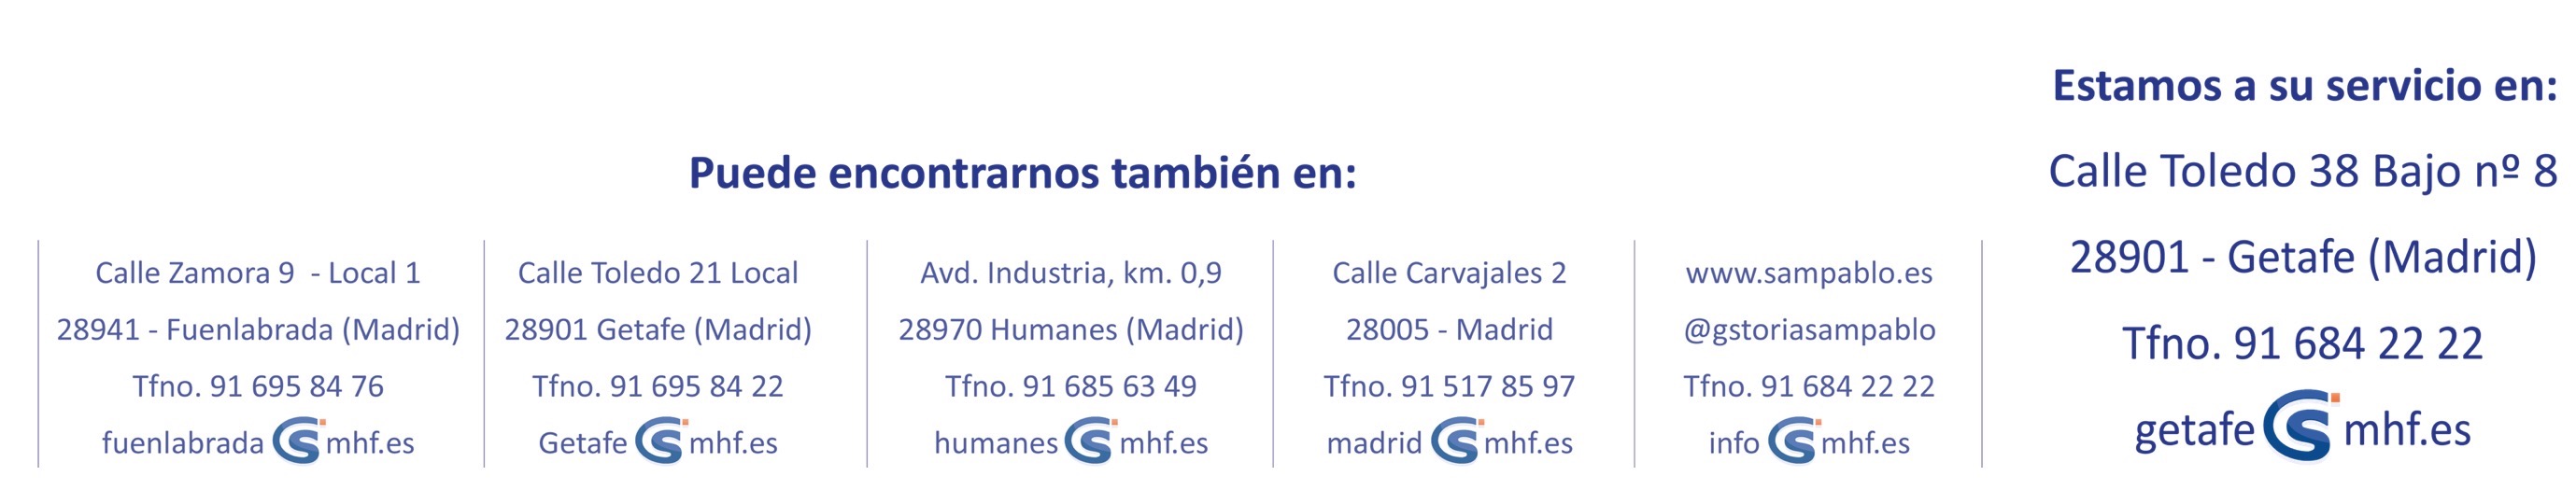 Puede encontrarnos también en:
Calle Zamora 9 - Local 1
28941 - Fuenlabrada (Madrid)
Tfno. 91 695 84 76
fuenlabrada mhf.es
Calle Toledo 21 Local
28901 Getafe (Madrid)
Tfno. 91 695 84 22
Getafe mhf.es
Avd. Industria, km. 0,9
28970 Humanes (Madrid)
Tfno. 91 685 63 49
humanes mhf.es
Calle Carvajales 2
28005 - Madrid
Tfno. 91 517 85 97
madrid mhf.es
www.sampablo.es
@gstoriasampablo
Tfno. 91 684 22 22
info mhf.es
Estamos a su servicio en:
Calle Toledo 38 Bajo nº 8
28901 - Getafe (Madrid)
Tfno. 91 684 22 22
getafe mhf.es